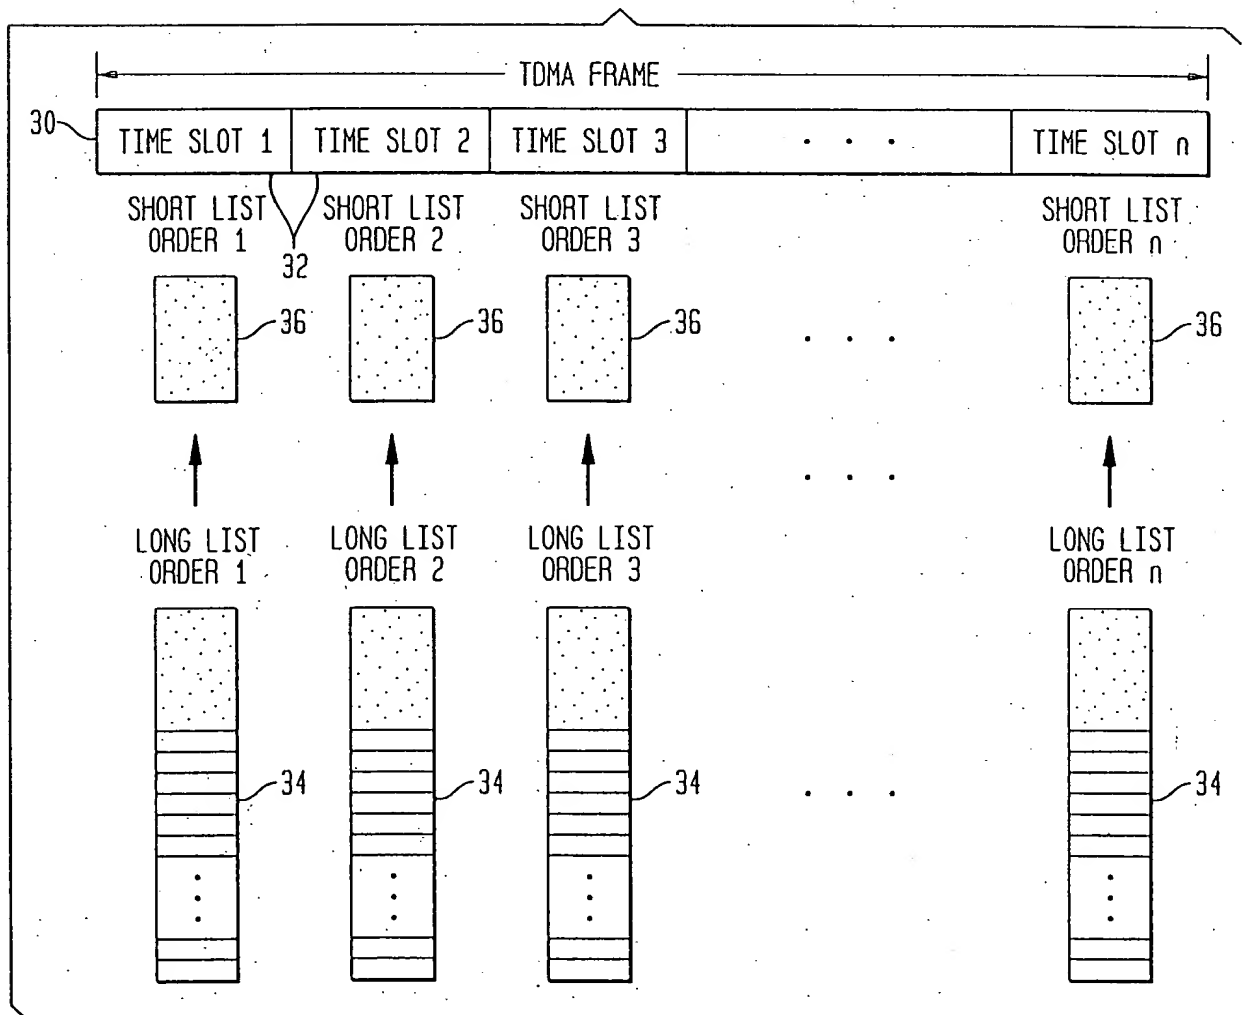 TDMA FRAME
30 TIME SLOT 1 TIME SLOT 2 TIME SLOT 3 . . . TIME SLOT n
SHORT LIST SHORT LIST SHORT LIST SHORT LIST
ORDER 1 ORDER 2 ORDER 3 ORDER n
32
36 36 36 . . . 36
. . .
LONG LIST LONG LIST LONG LIST LONG LIST
ORDER 1 ORDER 2 ORDER 3 ORDER n
34 34 34 . . . 34